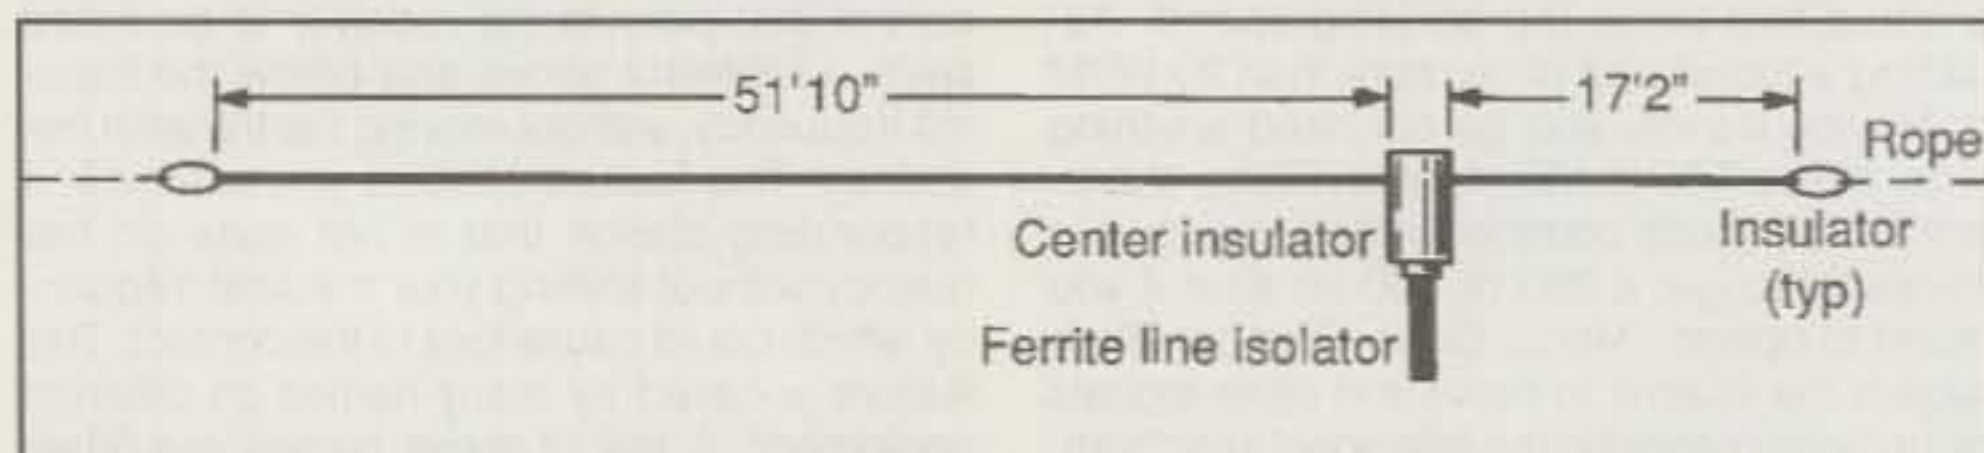 51'10" 17'2"
Rope
Center insulator
Insulator
(typ)
Ferrite line isolator